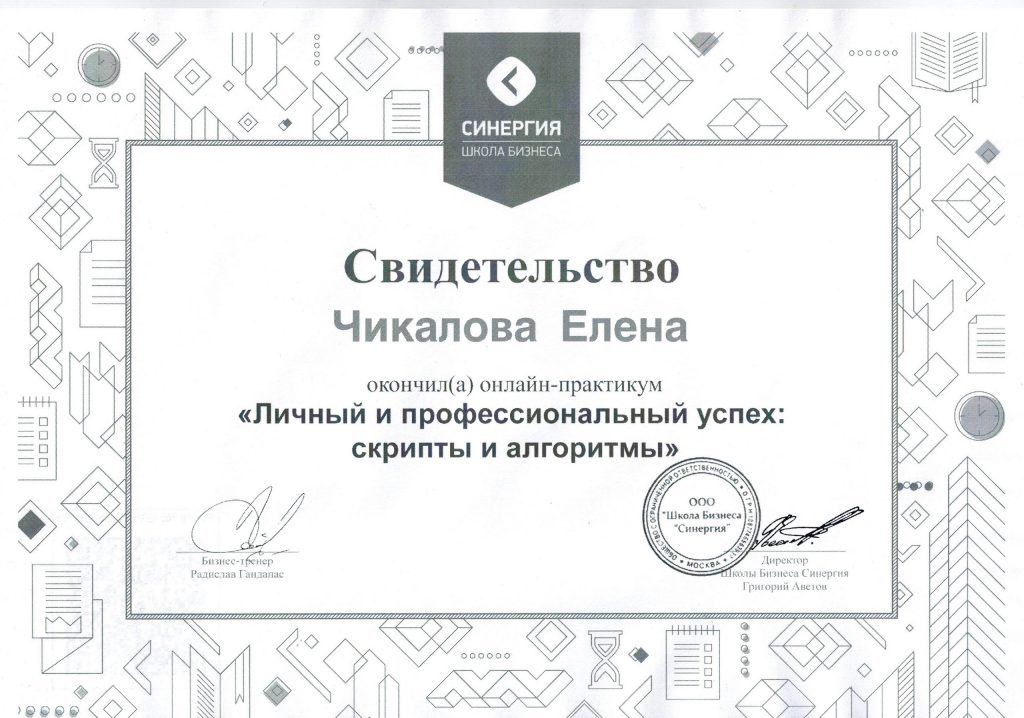 СИНЕРГИЯ
ШКОЛА БИЗНЕСА
Свидетельство
Чикалова Елена
окончил(а) онлайн-практикум
«Личный и профессиональный успех:
скрипты и алгоритмы»
ОБЩЕСТВО С ОГРАНИЧЕННОЙ ОТВЕТСТВЕННОСТЬЮ
ООО
"Школа Бизнеса
"Синергия"
МОСКВА
Бизнес-тренер
Радислав Гандапас
Директор
Школы Бизнеса Синергия
Григорий Аветов